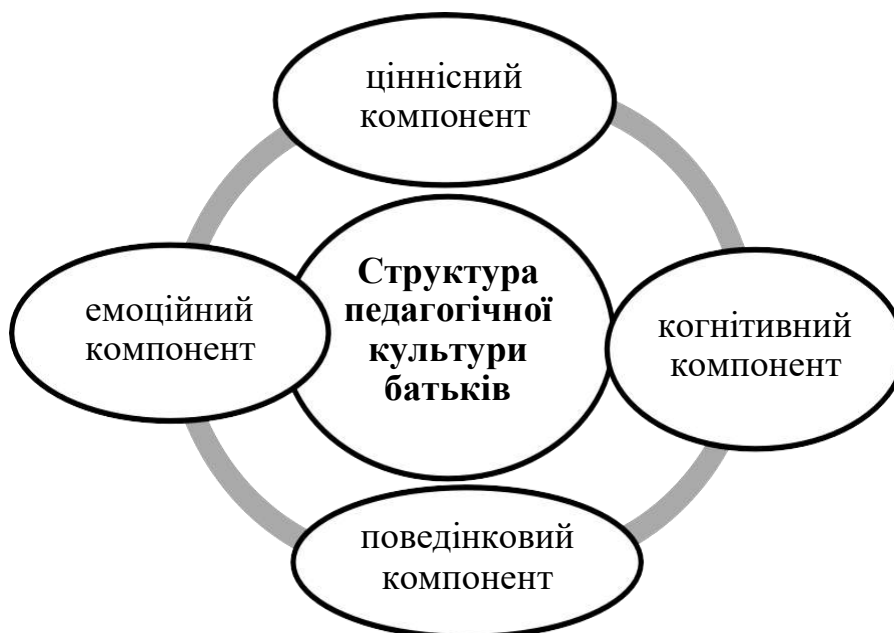 ціннісний
компонент
Структура
педагогічної
культури
батьків
емоційний
компонент
когнітивний
компонент
поведінковий
компонент